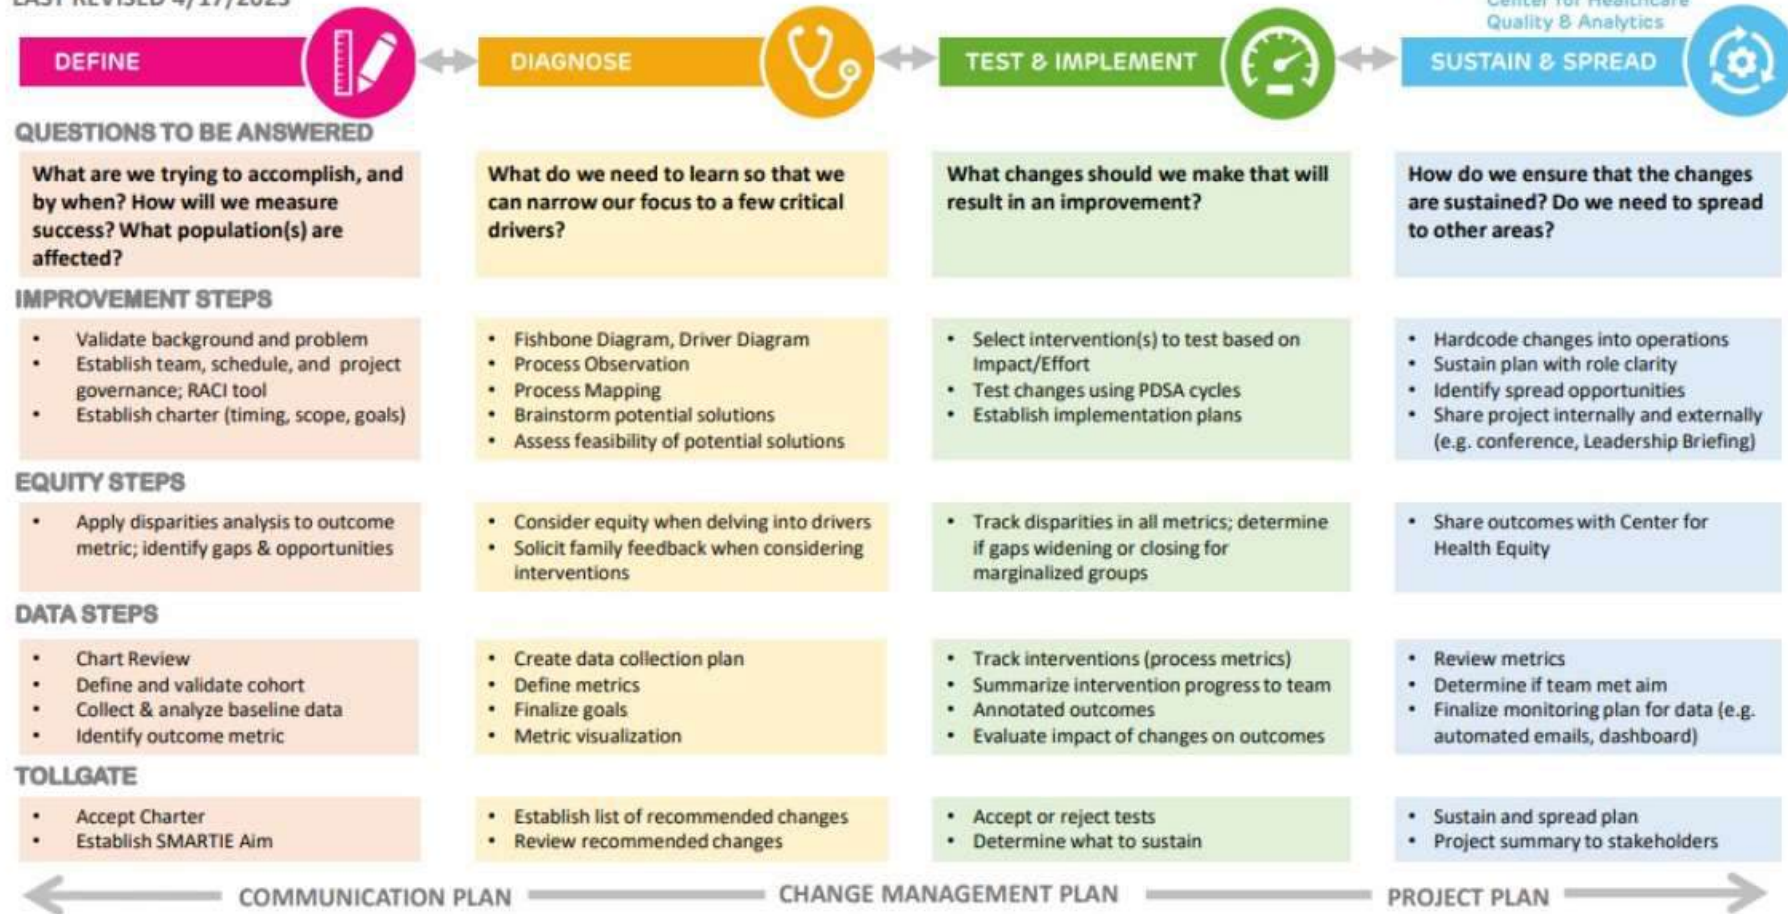 LAST REVISED 4/17/2023
Center for Healthcare
Quality & Analytics
DEFINE
DIAGNOSE
TEST & IMPLEMENT
SUSTAIN & SPREAD
QUESTIONS TO BE ANSWERED
What are we trying to accomplish, and
by when? How will we measure
success? What population(s) are
affected?
What do we need to learn so that we
can narrow our focus to a few critical
drivers?
What changes should we make that will
result in an improvement?
How do we ensure that the changes
are sustained? Do we need to spread
to other areas?
IMPROVEMENT STEPS
• Validate background and problem
• Establish team, schedule, and project
governance; RACI tool
• Establish charter (timing, scope, goals)
• Fishbone Diagram, Driver Diagram
• Process Observation
• Process Mapping
• Brainstorm potential solutions
• Assess feasibility of potential solutions
• Select intervention(s) to test based on
Impact/Effort
• Test changes using PDSA cycles
• Establish implementation plans
• Hardcode changes into operations
• Sustain plan with role clarity
• Identify spread opportunities
• Share project internally and externally
(e.g. conference, Leadership Briefing)
EQUITY STEPS
• Apply disparities analysis to outcome
metric; identify gaps & opportunities
• Consider equity when delving into drivers
• Solicit family feedback when considering
interventions
• Track disparities in all metrics; determine
if gaps widening or closing for
marginalized groups
• Share outcomes with Center for
Health Equity
DATA STEPS
• Chart Review
• Define and validate cohort
• Collect & analyze baseline data
• Identify outcome metric
• Create data collection plan
• Define metrics
• Finalize goals
• Metric visualization
• Track interventions (process metrics)
• Summarize intervention progress to team
• Annotated outcomes
• Evaluate impact of changes on outcomes
• Review metrics
• Determine if team met aim
• Finalize monitoring plan for data (e.g.
automated emails, dashboard)
TOLLGATE
• Accept Charter
• Establish SMARTIE Aim
• Establish list of recommended changes
• Review recommended changes
• Accept or reject tests
• Determine what to sustain
• Sustain and spread plan
• Project summary to stakeholders
COMMUNICATION PLAN
CHANGE MANAGEMENT PLAN
PROJECT PLAN